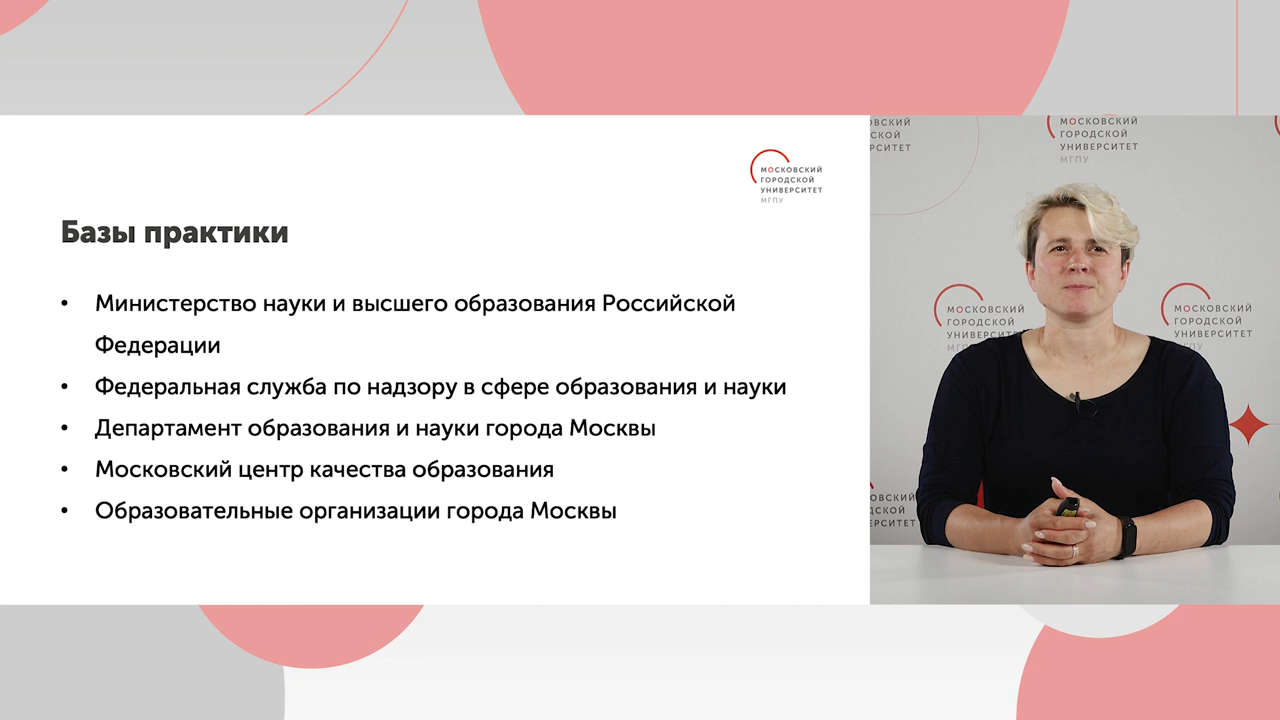 МОСКОВСКИЙ
ГОРОДСКОЙ
УНИВЕРСИТЕТ
МГПУ
Базы практики
• Министерство науки и высшего образования Российской
Федерации
• Федеральная служба по надзору в сфере образования и науки
• Департамент образования и науки города Москвы
• Московский центр качества образования
• Образовательные организации города Москвы
МОСКОВСКИЙ
ГОРОДСКОЙ
УНИВЕРСИТЕТ
МГПУ
МОСКОВСКИЙ
ГОРОДСКОЙ
УНИВЕРСИТЕТ
МГПУ
МОСКОВСКИЙ
ГОРОДСКОЙ
УНИВЕРСИТЕТ
МГПУ